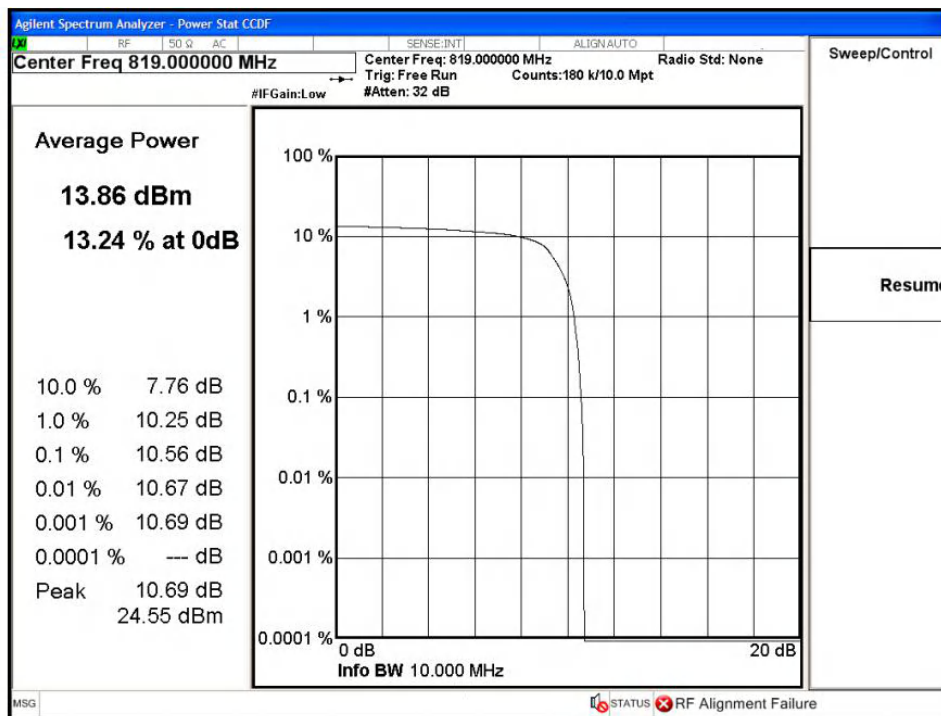 Agilent Spectrum Analyzer - Power Stat CCDF
LXI RF 50 Ω AC SENSE:INT ALIGN AUTO
Center Freq 819.000000 MHz
Center Freq: 819.000000 MHz Radio Std: None
Trig: Free Run Counts:180 k/10.0 Mpt
#IFGain:Low #Atten: 32 dB
Sweep/Control
Average Power
13.86 dBm
13.24 % at 0dB
10.0 % 7.76 dB
1.0 % 10.25 dB
0.1 % 10.56 dB
0.01 % 10.67 dB
0.001 % 10.69 dB
0.0001 % --- dB
Peak 10.69 dB
24.55 dBm
100 %
10 %
1 %
0.1 %
0.01 %
0.001 %
0.0001 %
0 dB 20 dB
Info BW 10.000 MHz
Resume
MSG STATUS RF Alignment Failure